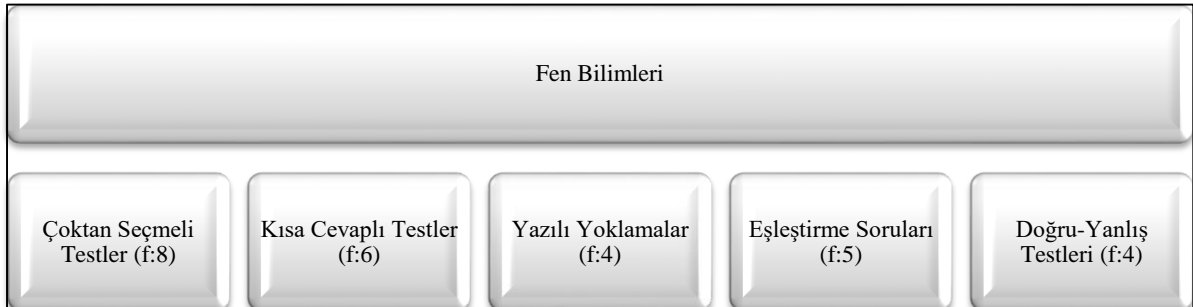 Fen Bilimleri
Çoktan Seçmeli
Testler (f:8)
Kısa Cevaplı Testler
(f:6)
Yazılı Yoklamalar
(f:4)
Eşleştirme Soruları
(f:5)
Doğru-Yanlış
Testleri (f:4)